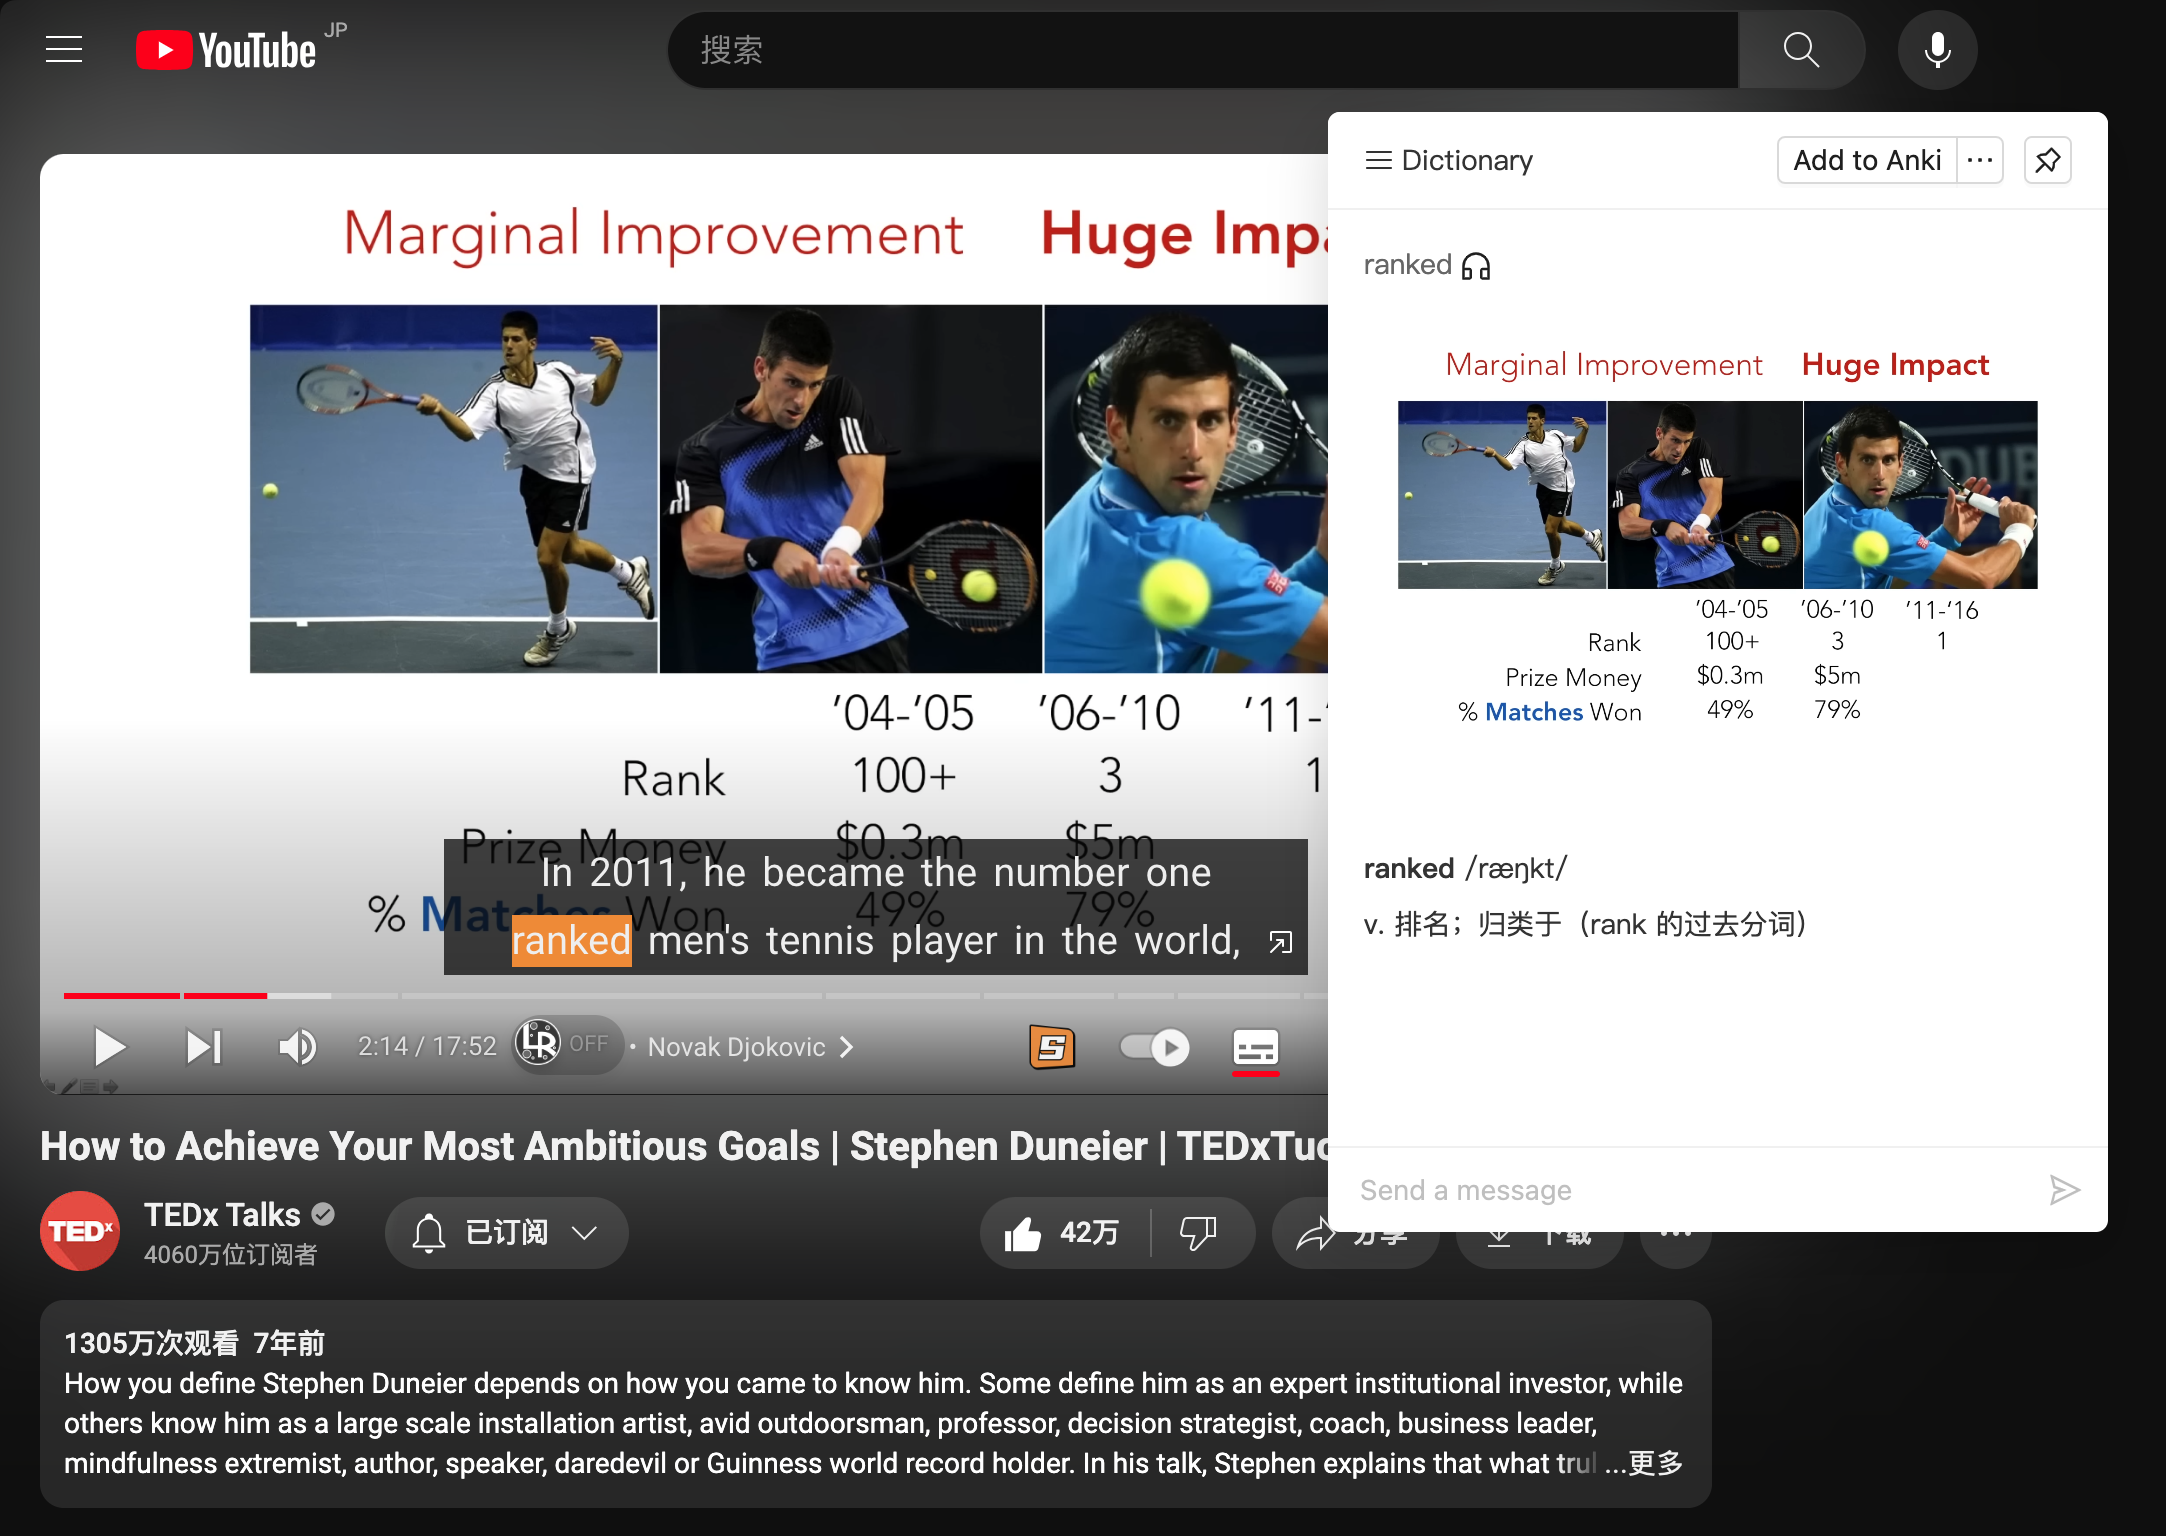 YouTube JP
搜索
Marginal Improvement Huge Impa
'04-'05 '06-'10 '11-'
Rank 100+ 3 1
Prize Money $0.3m $5m
% Matches Won 49% 79%
In 2011, he became the number one
ranked men's tennis player in the world,
2:14 / 17:52 LR OFF • Novak Djokovic
How to Achieve Your Most Ambitious Goals | Stephen Duneier | TEDxTuc
TEDx
TEDx Talks
4060万位订阅者
已订阅
42万
分享
下载
1305万次观看 7年前
How you define Stephen Duneier depends on how you came to know him. Some define him as an expert institutional investor, while
others know him as a large scale installation artist, avid outdoorsman, professor, decision strategist, coach, business leader,
mindfulness extremist, author, speaker, daredevil or Guinness world record holder. In his talk, Stephen explains that what trul ...更多
Dictionary Add to Anki ...
ranked
Marginal Improvement Huge Impact
'04-'05 '06-'10 '11-'16
Rank 100+ 3 1
Prize Money $0.3m $5m
% Matches Won 49% 79%
ranked /ræŋkt/
v. 排名；归类于（rank 的过去分词）
Send a message